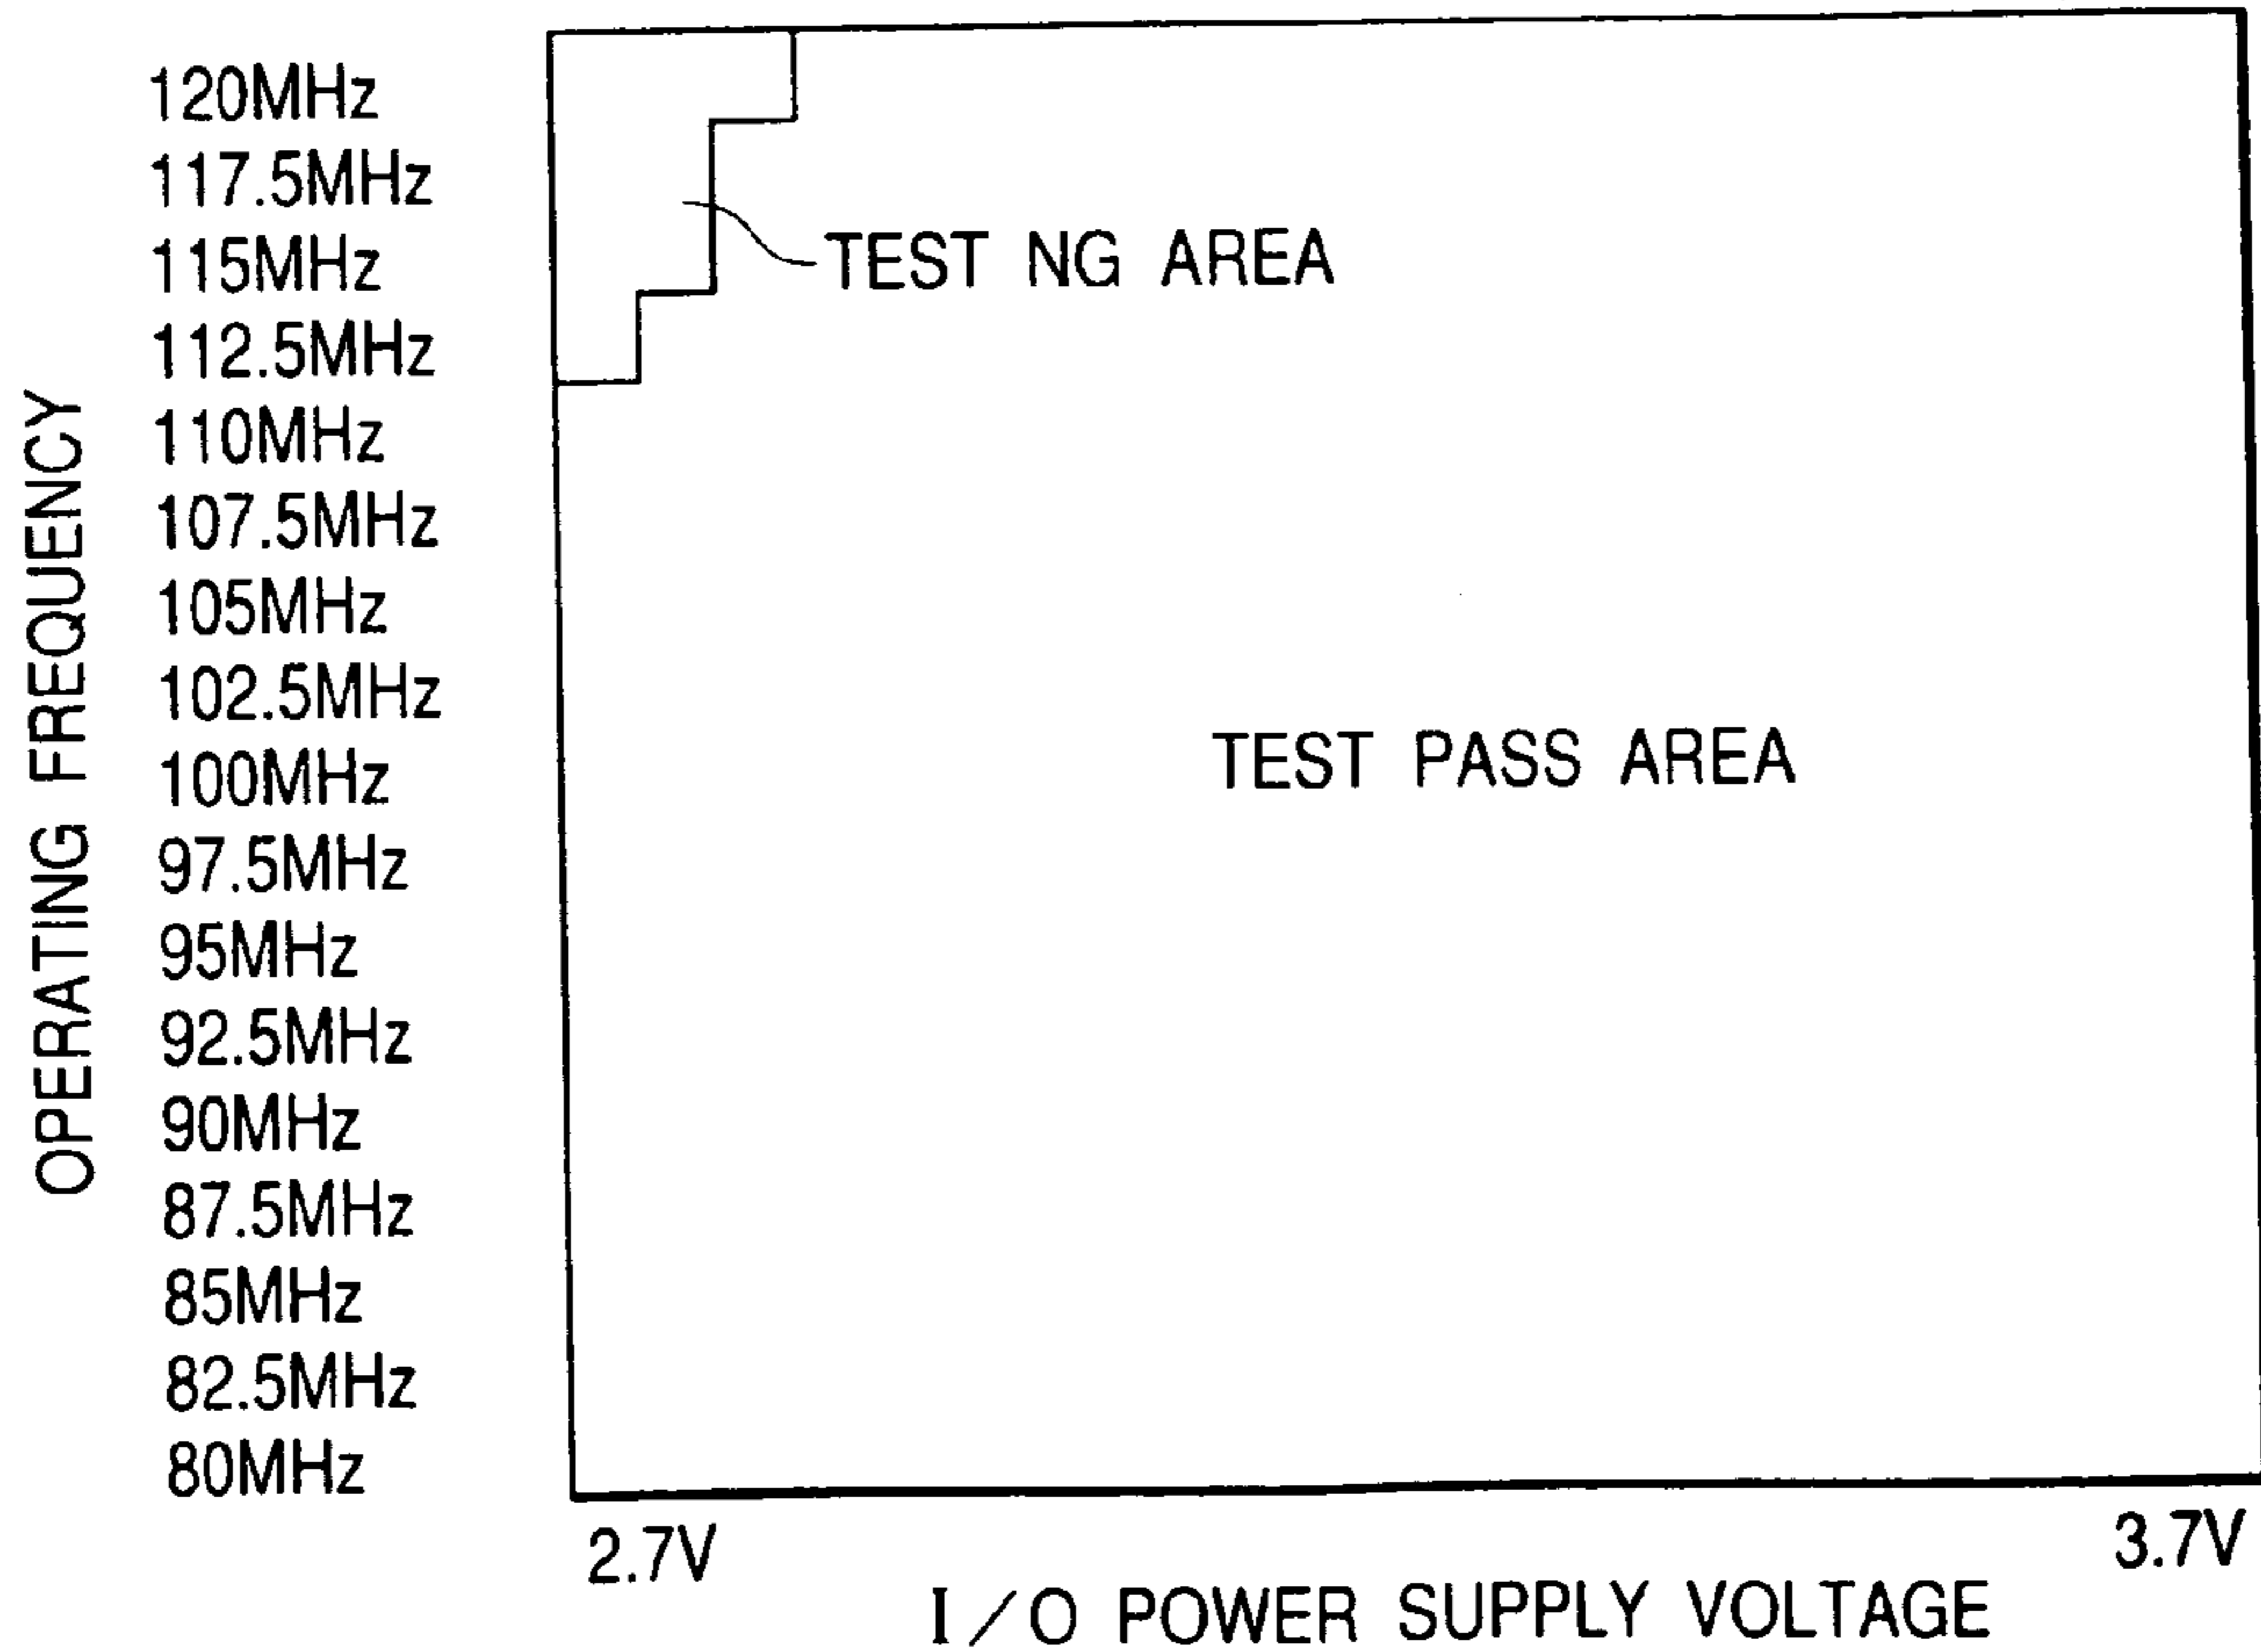 OPERATING FREQUENCY
120MHz
117.5MHz
115MHz
112.5MHz
110MHz
107.5MHz
105MHz
102.5MHz
100MHz
97.5MHz
95MHz
92.5MHz
90MHz
87.5MHz
85MHz
82.5MHz
80MHz
TEST NG AREA
TEST PASS AREA
2.7V
3.7V
I/O POWER SUPPLY VOLTAGE